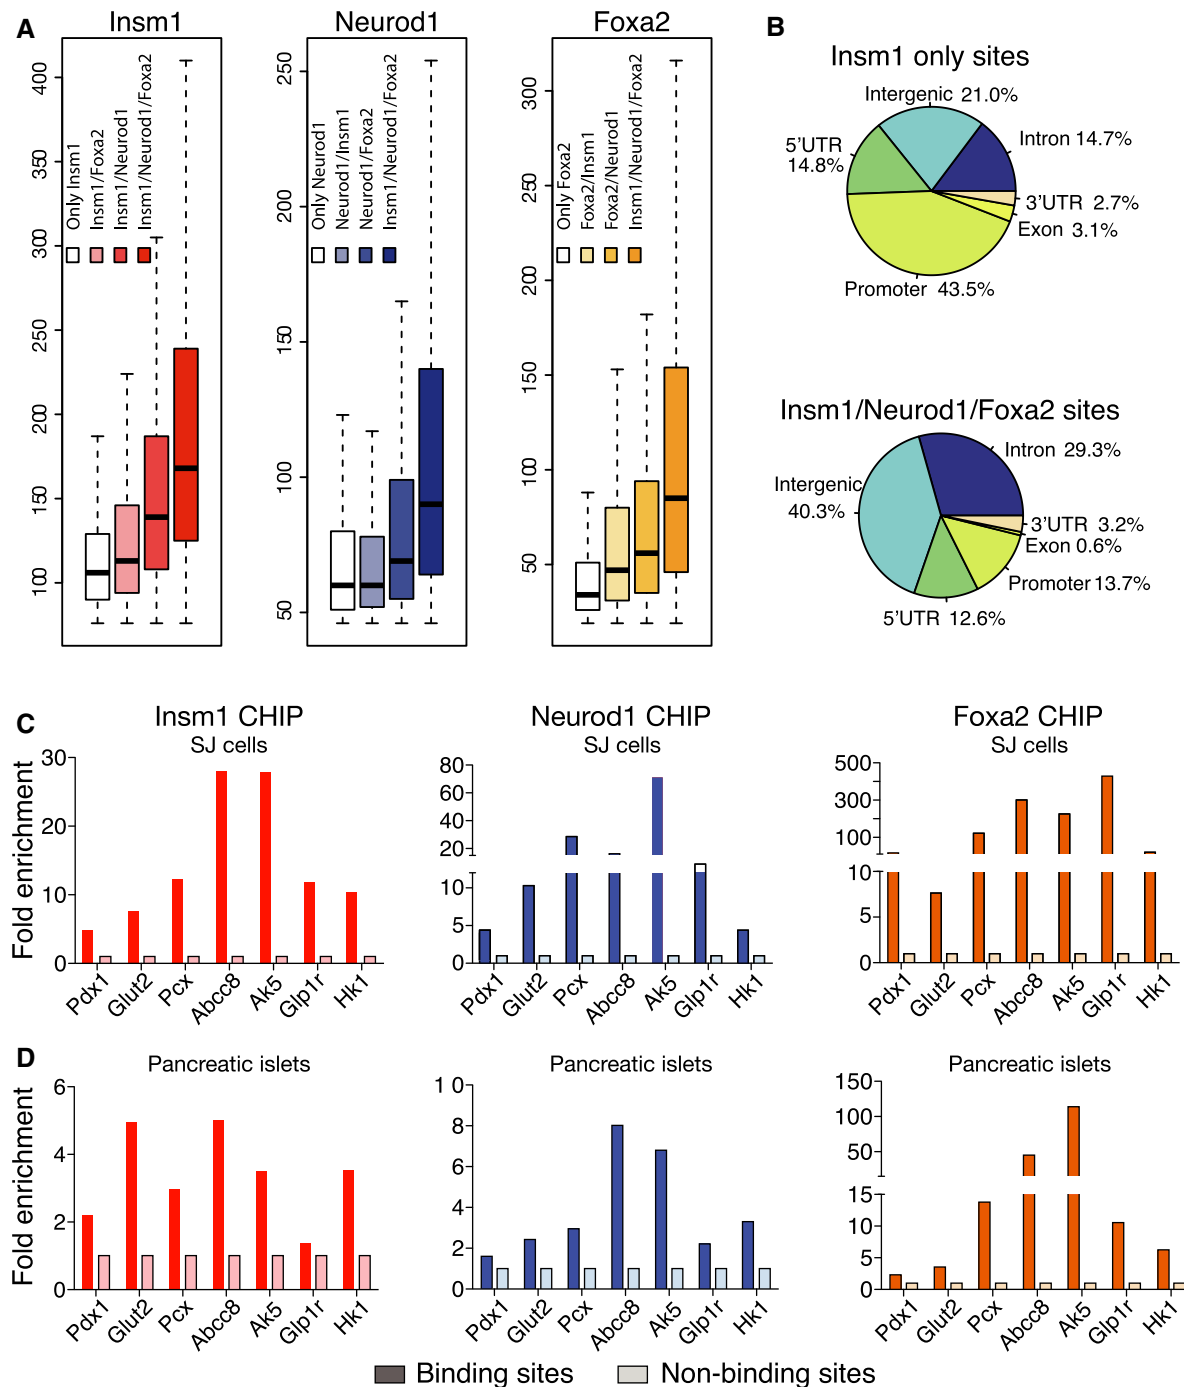 A
Insm1
Neurod1
Foxa2
400
350
300
250
200
150
100
Only Insm1
Insm1/Foxa2
Insm1/Neurod1
Insm1/Neurod1/Foxa2
250
200
150
100
50
Only Neurod1
Neurod1/Insm1
Neurod1/Foxa2
Insm1/Neurod1/Foxa2
300
250
200
150
100
50
Only Foxa2
Foxa2/Insm1
Foxa2/Neurod1
Insm1/Neurod1/Foxa2
B
Insm1 only sites
Intergenic 21.0%
Intron 14.7%
5'UTR
14.8%
3'UTR 2.7%
Exon 3.1%
Promoter 43.5%
Insm1/Neurod1/Foxa2 sites
Intron 29.3%
Intergenic
40.3%
3'UTR 3.2%
Exon 0.6%
Promoter 13.7%
5'UTR 12.6%
C
Insm1 CHIP
SJ cells
Fold enrichment
30
20
10
0
Pdx1
Glut2
Pcx
Abcc8
Ak5
Glp1r
Hk1
Neurod1 CHIP
SJ cells
80
60
40
20
10
5
0
Pdx1
Glut2
Pcx
Abcc8
Ak5
Glp1r
Hk1
Foxa2 CHIP
SJ cells
500
300
100
10
5
0
Pdx1
Glut2
Pcx
Abcc8
Ak5
Glp1r
Hk1
D
Pancreatic islets
Fold enrichment
6
4
2
0
Pdx1
Glut2
Pcx
Abcc8
Ak5
Glp1r
Hk1
Pancreatic islets
1 0
8
6
4
2
0
Pdx1
Glut2
Pcx
Abcc8
Ak5
Glp1r
Hk1
Pancreatic islets
150
100
50
15
10
5
0
Pdx1
Glut2
Pcx
Abcc8
Ak5
Glp1r
Hk1
Binding sites
Non-binding sites